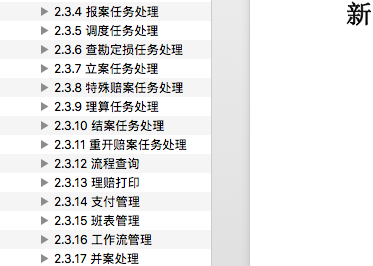 2.3.4 报案任务处理
2.3.5 调度任务处理
2.3.6 查勘定损任务处理
2.3.7 立案任务处理
2.3.8 特殊赔案任务处理
2.3.9 理算任务处理
2.3.10 结案任务处理
2.3.11 重开赔案任务处理
2.3.12 流程查询
2.3.13 理赔打印
2.3.14 支付管理
2.3.15 班表管理
2.3.16 工作流管理
2.3.17 并案处理
新